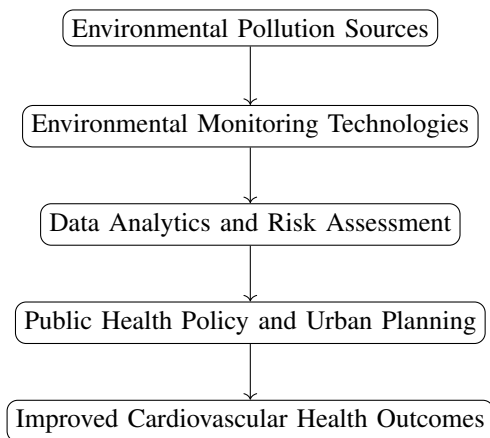 Environmental Pollution Sources
Environmental Monitoring Technologies
Data Analytics and Risk Assessment
Public Health Policy and Urban Planning
Improved Cardiovascular Health Outcomes